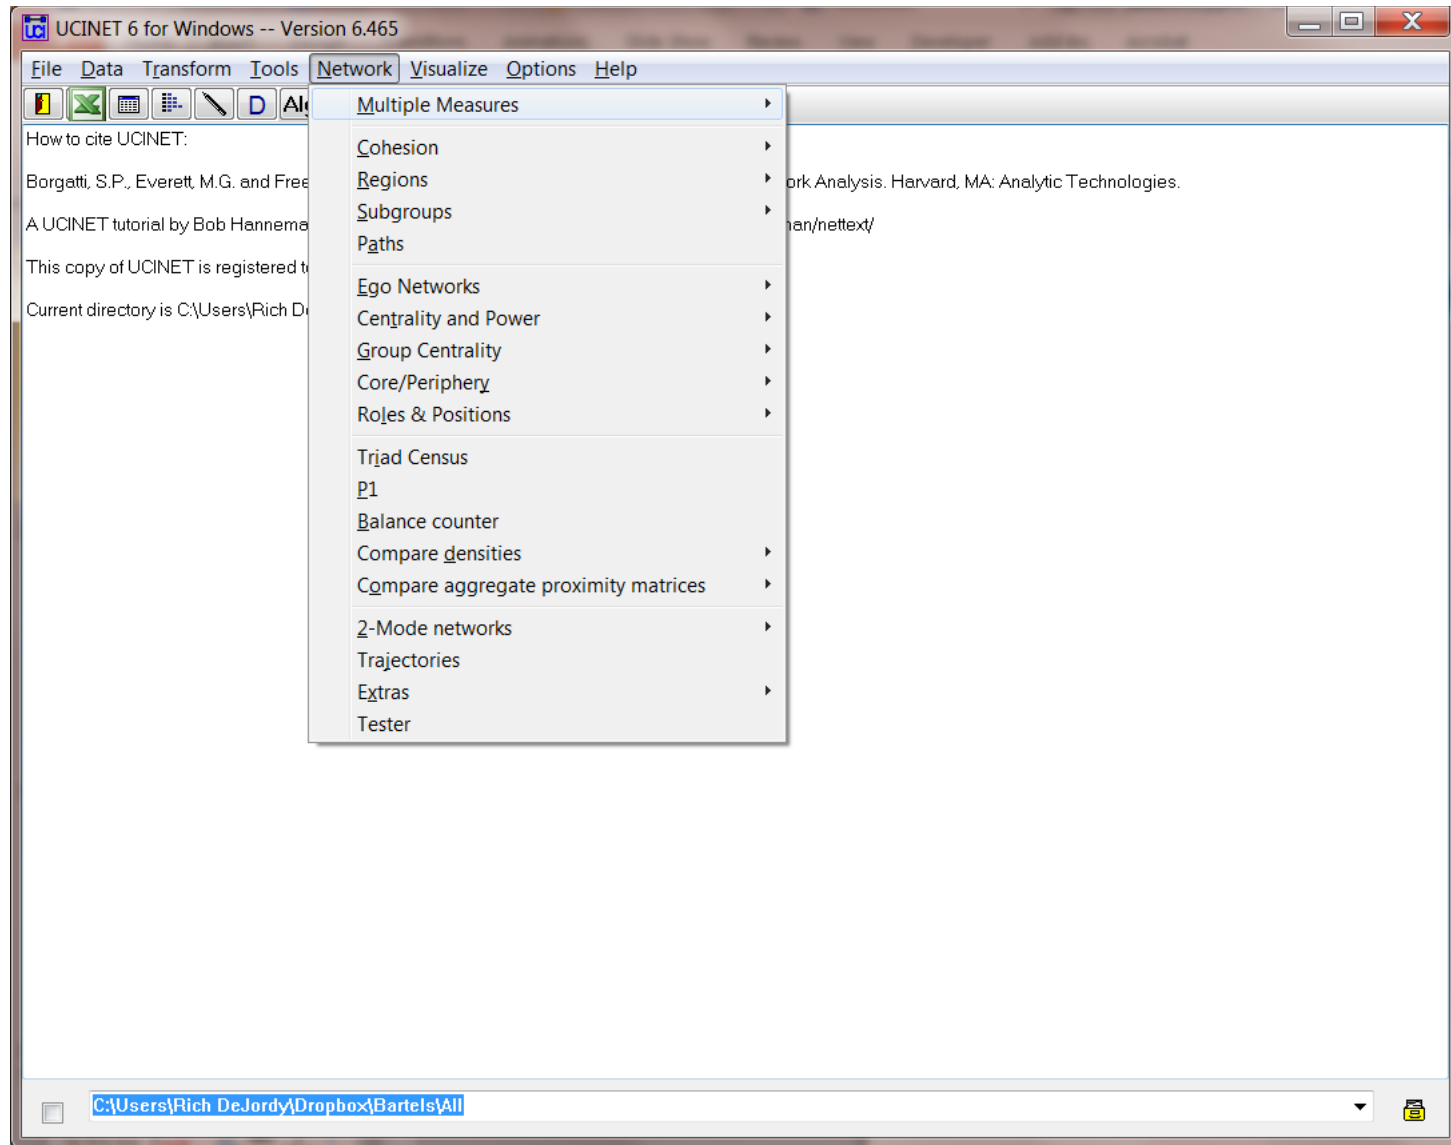 UCINET 6 for Windows -- Version 6.465
File Data Transform Tools Network Visualize Options Help
D
How to cite UCINET:
Borgatti, S.P., Everett, M.G. and Free
ork Analysis. Harvard, MA: Analytic Technologies.
A UCINET tutorial by Bob Hannema
nan/nettext/
This copy of UCINET is registered t
Current directory is C:\Users\Rich D
Multiple Measures
Cohesion
Regions
Subgroups
Paths
Ego Networks
Centrality and Power
Group Centrality
Core/Periphery
Roles & Positions
Triad Census
P1
Balance counter
Compare densities
Compare aggregate proximity matrices
2-Mode networks
Trajectories
Extras
Tester
C:\Users\Rich DeJordy\Dropbox\Bartels\All